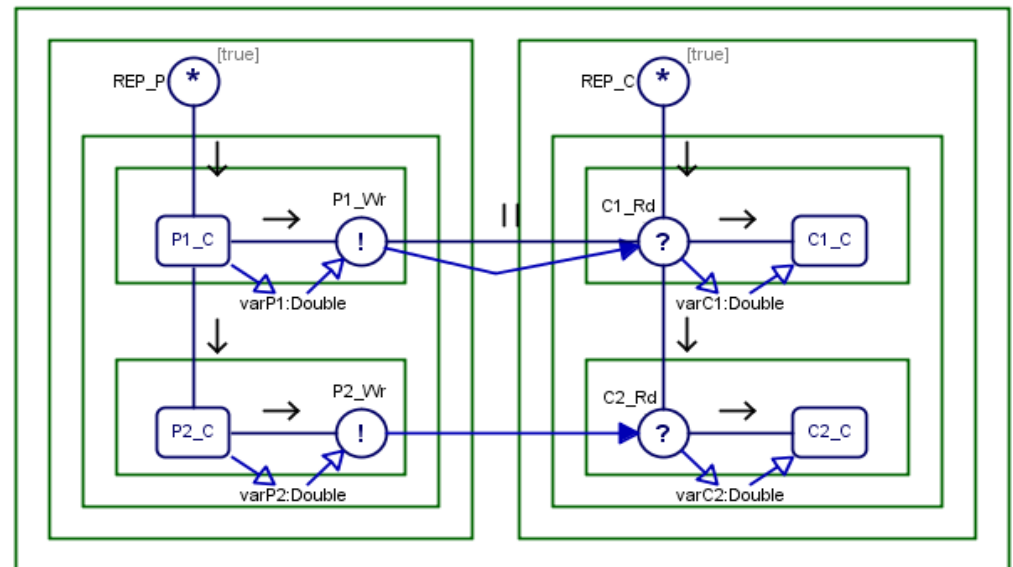 [true]
REP_P
*
[true]
REP_C
*
P1_Wr
P1_C
!
varP1:Double
||
C1_Rd
?
C1_C
varC1:Double
P2_Wr
P2_C
!
varP2:Double
C2_Rd
?
C2_C
varC2:Double